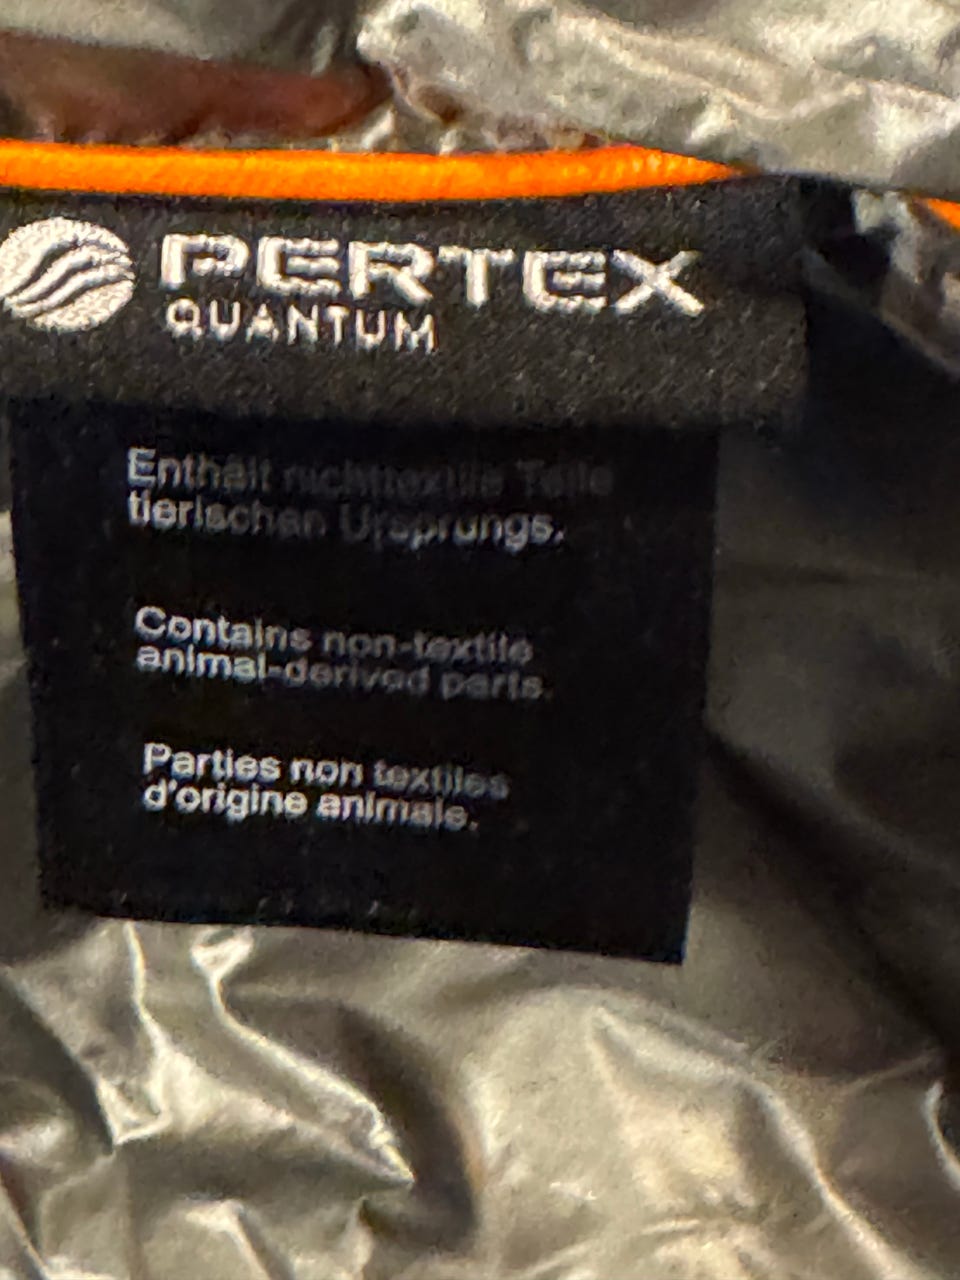 PERTEX
QUANTUM
Enthält nichttextile Teile
tierischen Ursprungs.
Contains non-textile
animal-derived parts.
Parties non textiles
d'origine animale.